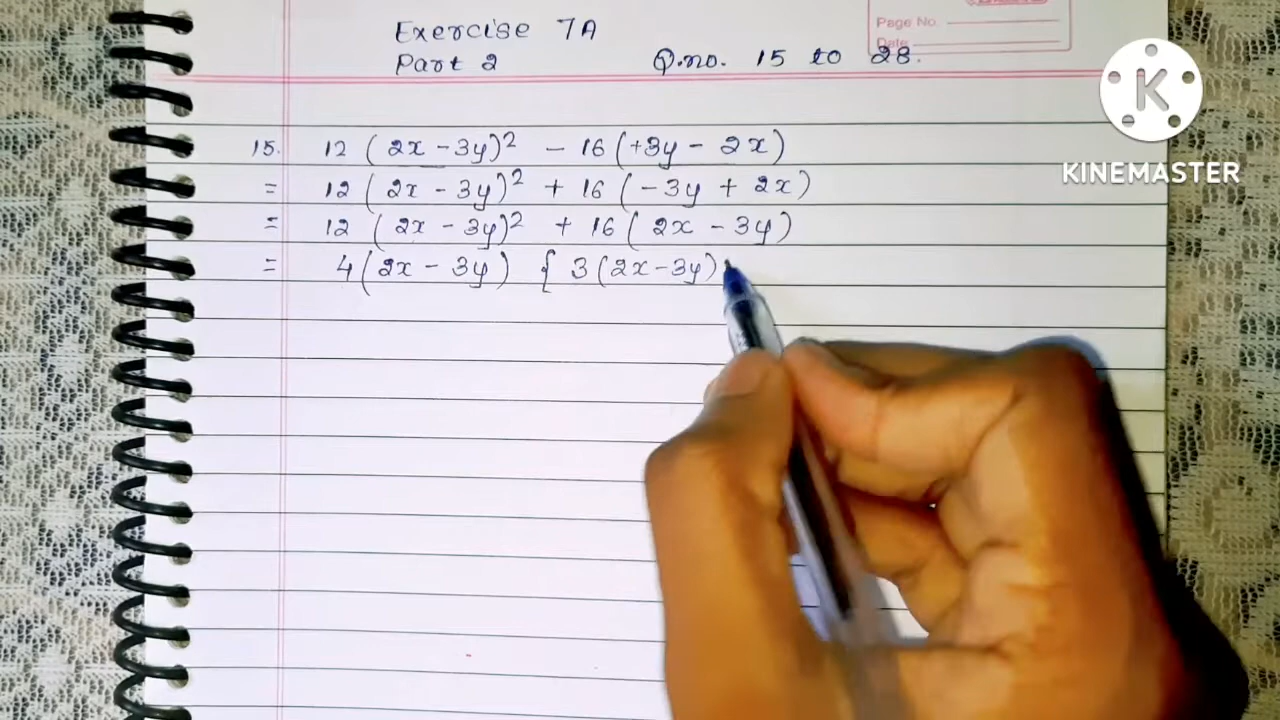 Exercise 7A
Page No.
Date
Part 2 Q.no. 15 to 28.
K
KINEMASTER
15. 12 ( 2x - 3y)² - 16 (+3y - 2x)
= 12 ( 2x - 3y)² + 16 ( -3y + 2x)
= 12 ( 2x - 3y)² + 16 ( 2x - 3y)
= 4 ( 2x - 3y) { 3 (2x - 3y)